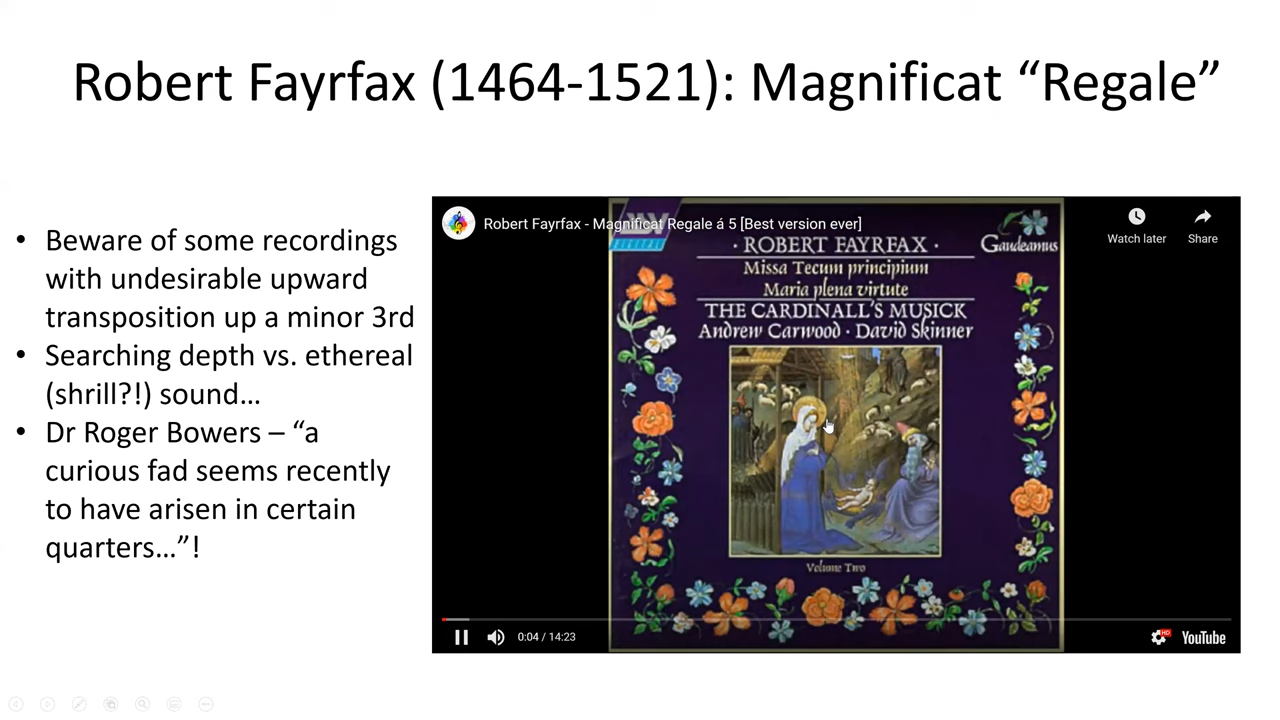 Robert Fayrfax (1464-1521): Magnificat “Regale”
• Beware of some recordings
with undesirable upward
transposition up a minor 3rd
• Searching depth vs. ethereal
(shrill?!) sound…
• Dr Roger Bowers – “a
curious fad seems recently
to have arisen in certain
quarters…”!
Robert Fayrfax - Magnificat Regale á 5 [Best version ever]
Watch later
Share
DIGITAL
· ROBERT FAYRFAX ·
Gaudeamus
Missa Tecum principium
Maria plena virtute
THE CARDINALL'S MUSICK
Andrew Carwood · David Skinner
Volume Two
0:04 / 14:23
HD
YouTube